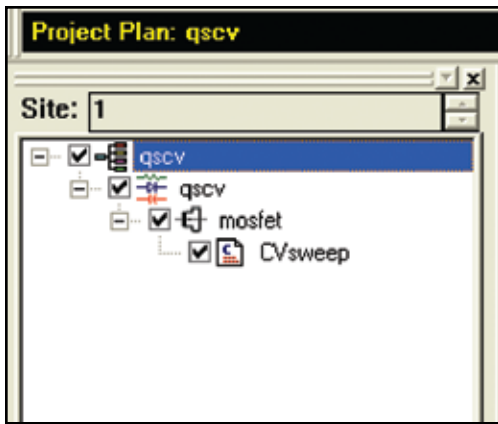 Project Plan: qscv
Site: 1
qscv
qscv
mosfet
CVsweep